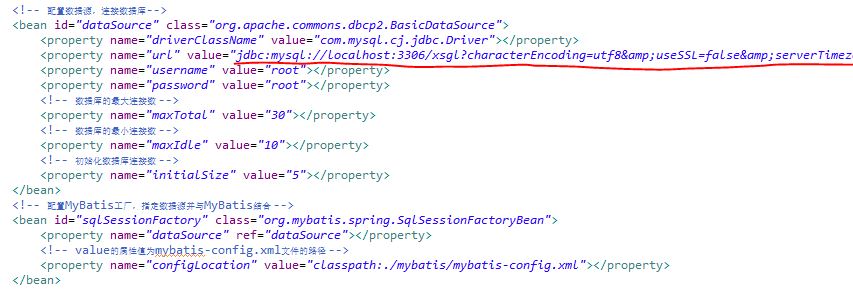 <!-- 配置数据源，连接数据库-->
<bean id="dataSource" class="org.apache.commons.dbcp2.BasicDataSource">
<property name="driverClassName" value="com.mysql.cj.jdbc.Driver"></property>
<property name="url" value="jdbc:mysql://localhost:3306/xsgl?characterEncoding=utf8&amp;useSSL=false&amp;serverTimez
<property name="username" value="root"></property>
<property name="password" value="root"></property>
<!-- 数据库的最大连接数 -->
<property name="maxTotal" value="30"></property>
<!-- 数据库的最小连接数 -->
<property name="maxIdle" value="10"></property>
<!-- 初始化数据库连接数 -->
<property name="initialSize" value="5"></property>
</bean>
<!-- 配置MyBatis工厂，指定数据源并与MyBatis结合 -->
<bean id="sqlSessionFactory" class="org.mybatis.spring.SqlSessionFactoryBean">
<property name="dataSource" ref="dataSource"></property>
<!-- value的属性值为mybatis-config.xml文件的路径 -->
<property name="configLocation" value="classpath:./mybatis/mybatis-config.xml"></property>
</bean>